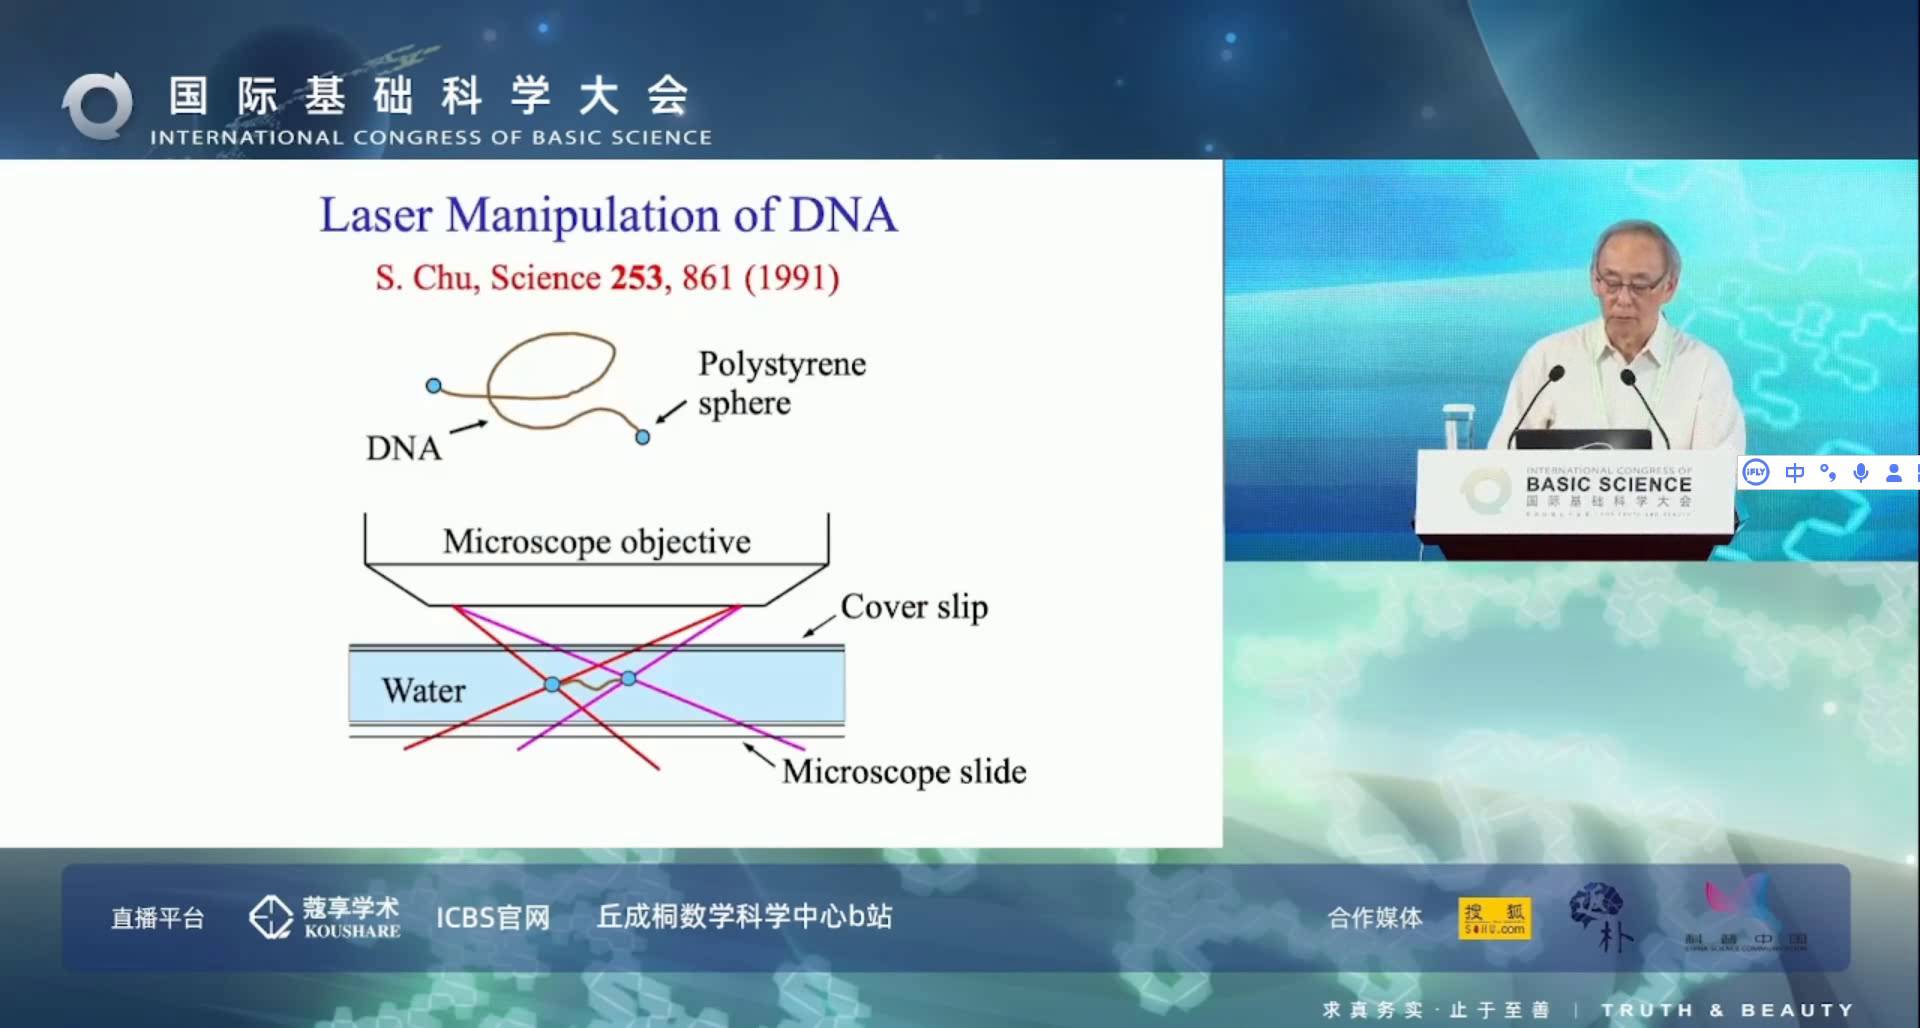 国际基础科学大会
INTERNATIONAL CONGRESS OF BASIC SCIENCE
Laser Manipulation of DNA
S. Chu, Science 253, 861 (1991)
Polystyrene
sphere
DNA
Microscope objective
Cover slip
Water
Microscope slide
INTERNATIONAL CONGRESS OF
BASIC SCIENCE
国际基础科学大会
iFLY
中
直播平台
蔻享学术
KOUSHARE
ICBS官网
丘成桐数学科学中心b站
合作媒体
搜狐
SOHU.com
返朴
科普中国
CHINA SCIENCE COMMUNICATION
求真务实·止于至善 | TRUTH & BEAUTY